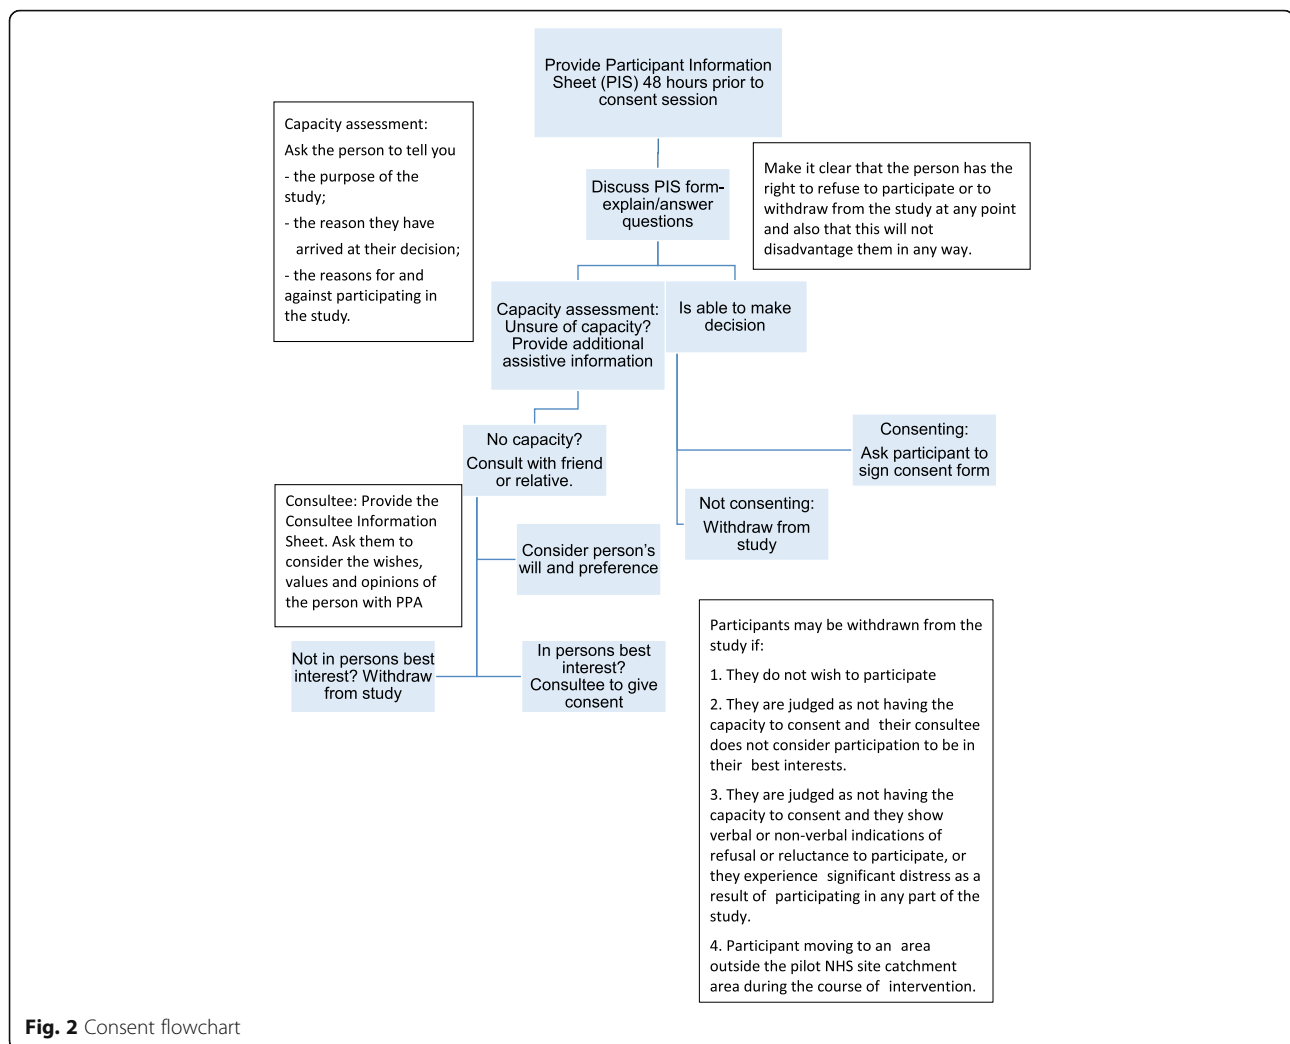 Provide Participant Information
Sheet (PIS) 48 hours prior to
consent session
Capacity assessment:
Ask the person to tell you
- the purpose of the
study;
- the reason they have
arrived at their decision;
- the reasons for and
against participating in
the study.
Discuss PIS form-
explain/answer
questions
Make it clear that the person has the
right to refuse to participate or to
withdraw from the study at any point
and also that this will not
disadvantage them in any way.
Capacity assessment:
Unsure of capacity?
Provide additional
assistive information
Is able to make
decision
No capacity?
Consult with friend
or relative.
Consenting:
Ask participant to
sign consent form
Consultee: Provide the
Consultee Information
Sheet. Ask them to
consider the wishes,
values and opinions of
the person with PPA
Not consenting:
Withdraw from
study
Consider person's
will and preference
Not in persons best
interest? Withdraw
from study
In persons best
interest?
Consultee to give
consent
Participants may be withdrawn from the
study if:
1. They do not wish to participate
2. They are judged as not having the
capacity to consent and their consultee
does not consider participation to be in
their best interests.
3. They are judged as not having the
capacity to consent and they show
verbal or non-verbal indications of
refusal or reluctance to participate, or
they experience significant distress as a
result of participating in any part of the
study.
4. Participant moving to an area
outside the pilot NHS site catchment
area during the course of intervention.
Fig. 2 Consent flowchart